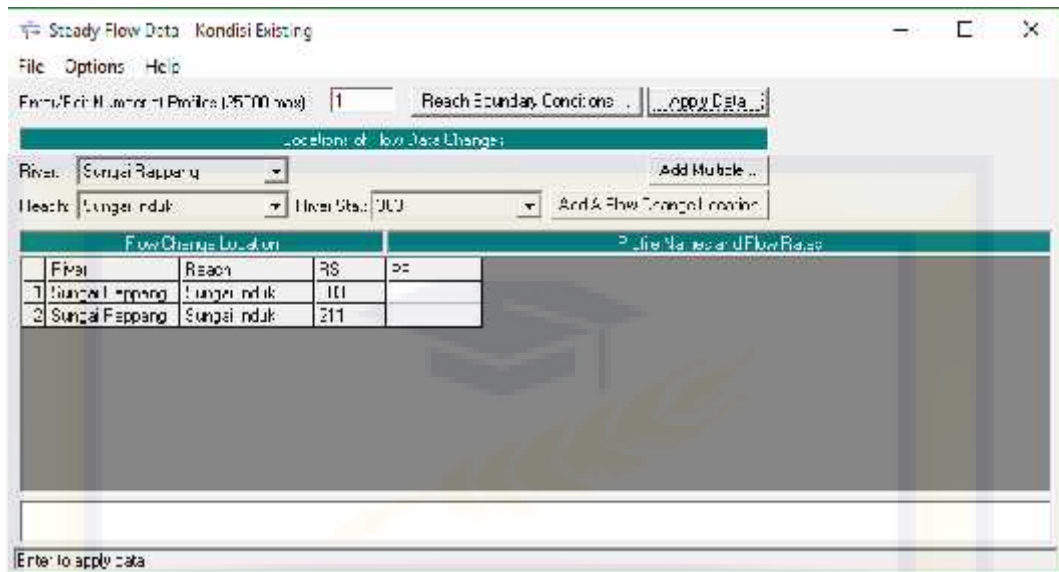 Steady Flow Data - Kondisi Existing
File Options Help
Enter/Edit Number of Profiles (25000 max): 1 Reach Boundary Conditions ... Apply Data
Locations of Flow Data Changes
River: Sungai Rappang Add Multiple ...
Reach: Sungai Induk River Sta.: Add A Flow Change Location
Flow Change Location Profile Names and Flow Rates
River Reach RS
1 Sungai Rappang Sungai Induk
2 Sungai Rappang Sungai Induk 211
Enter to apply data